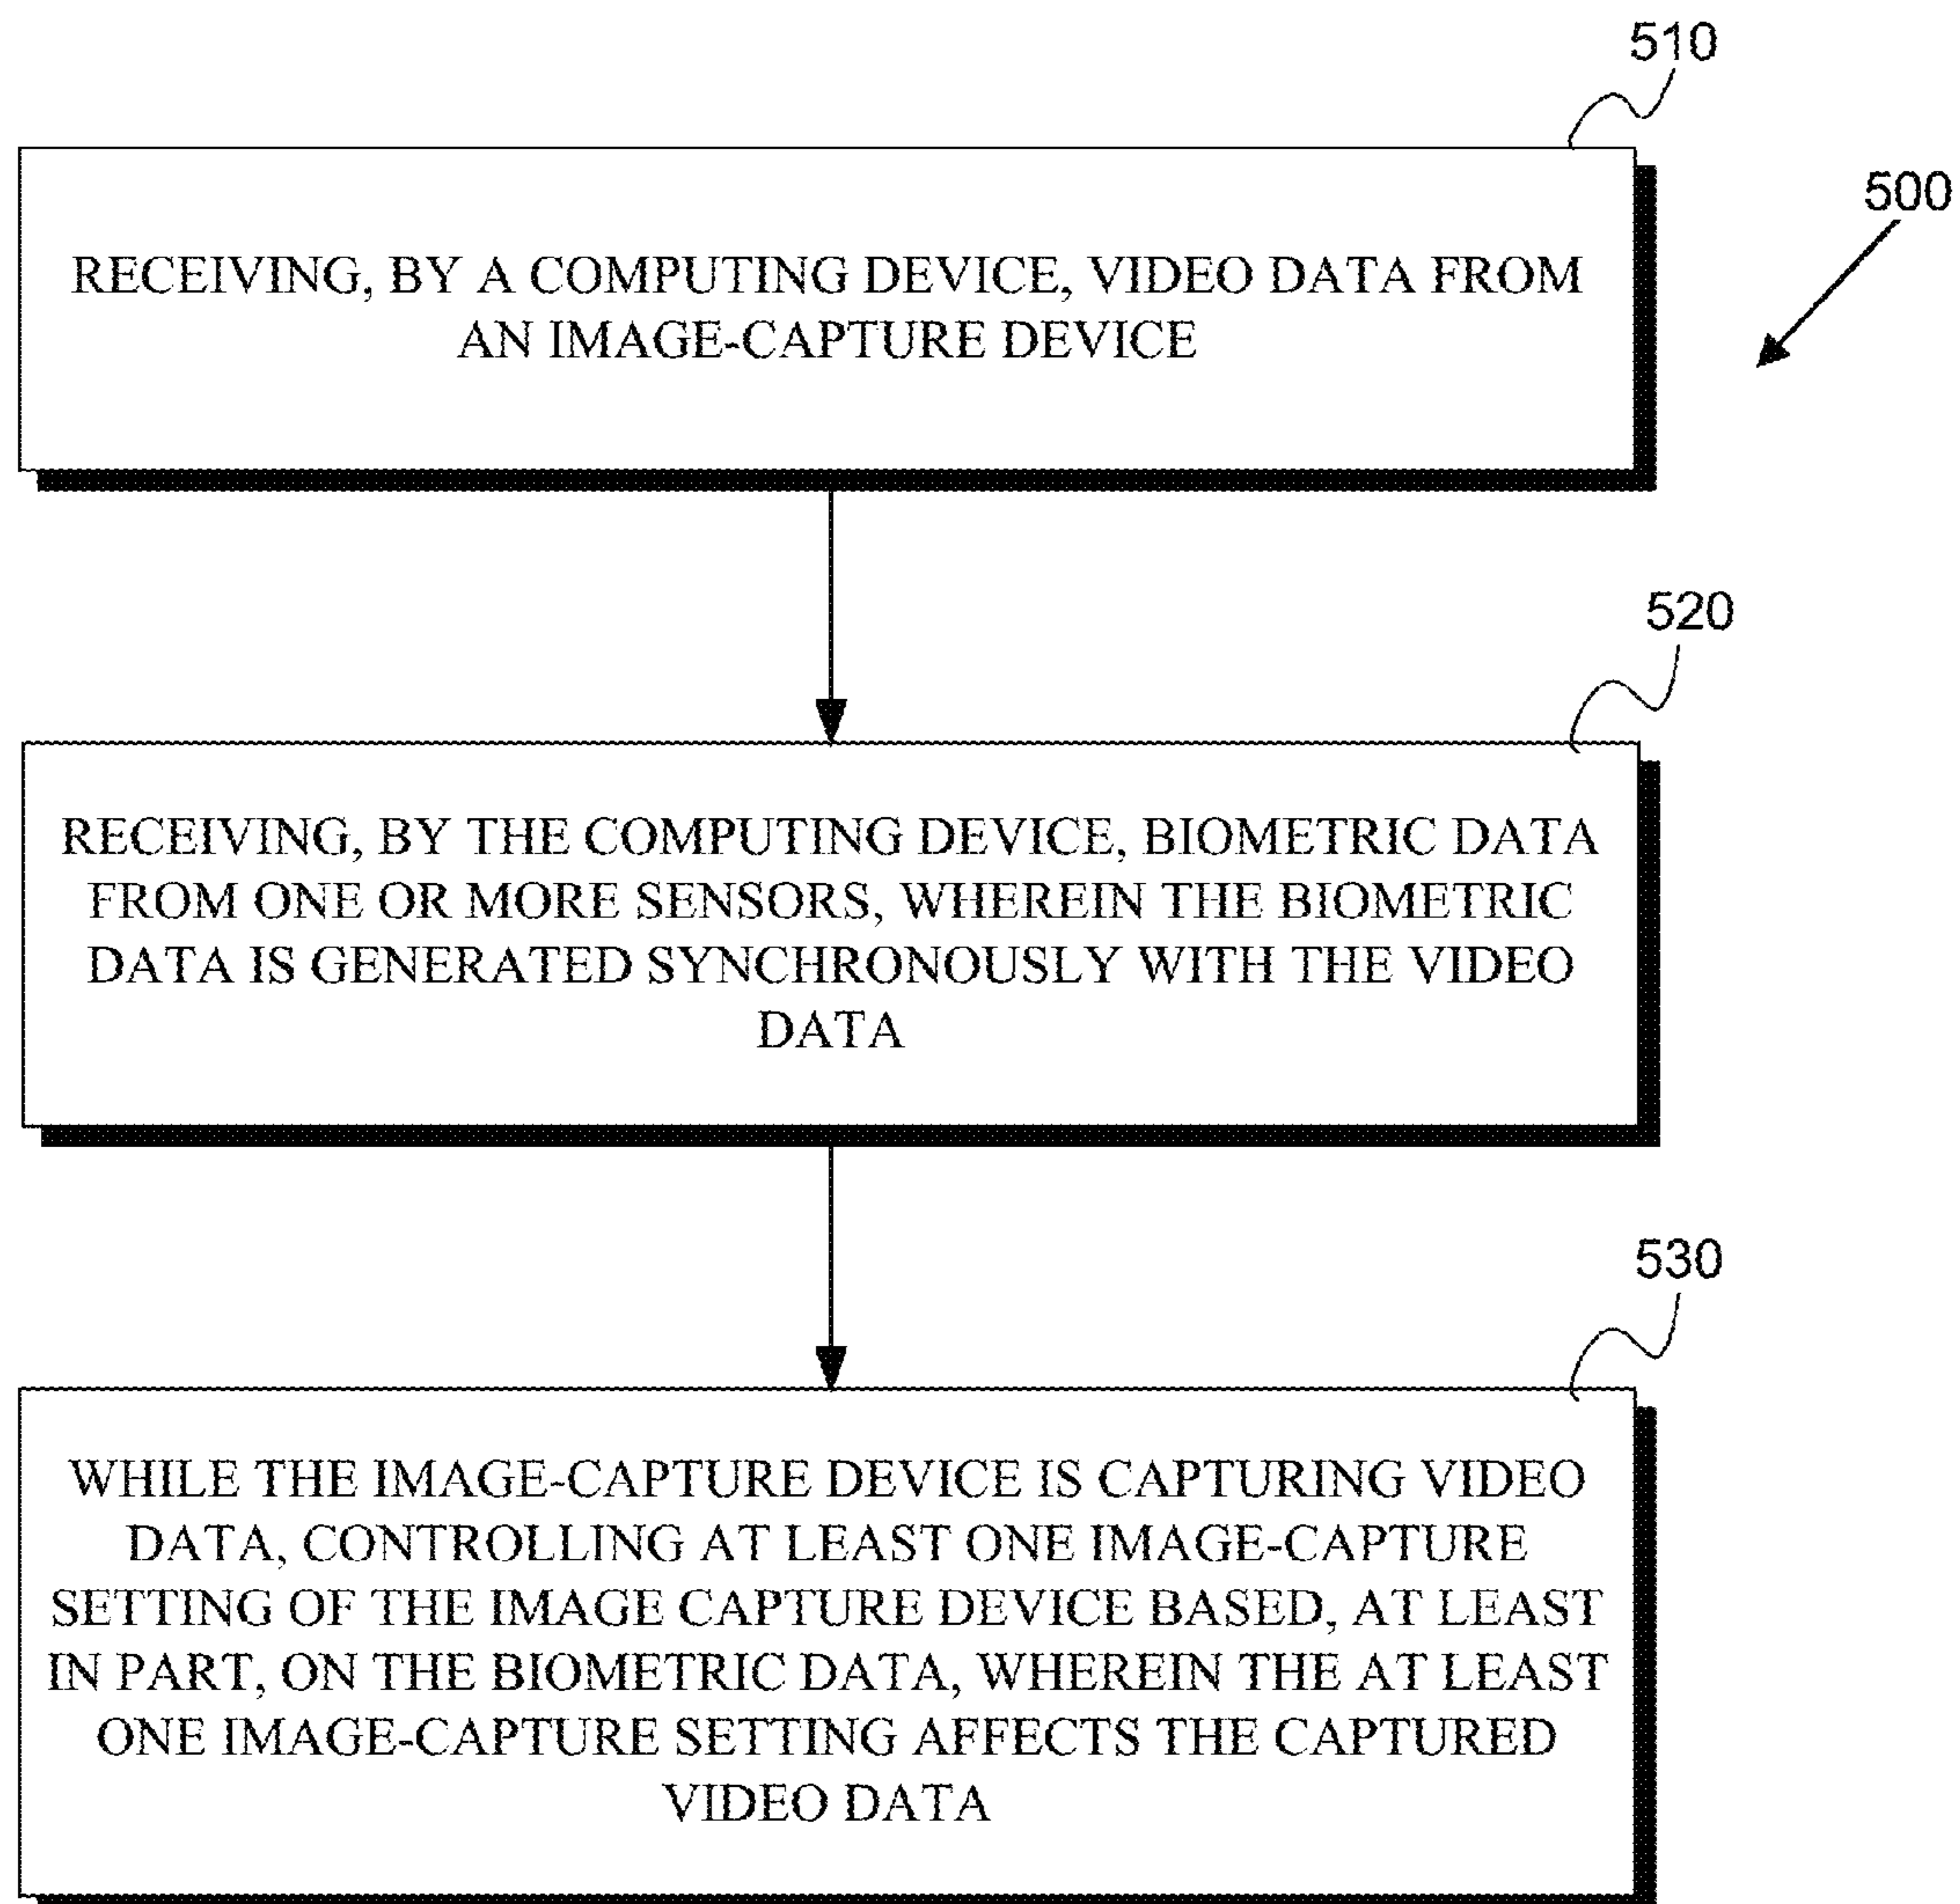 510
500
RECEIVING, BY A COMPUTING DEVICE, VIDEO DATA FROM
AN IMAGE-CAPTURE DEVICE
520
RECEIVING, BY THE COMPUTING DEVICE, BIOMETRIC DATA
FROM ONE OR MORE SENSORS, WHEREIN THE BIOMETRIC
DATA IS GENERATED SYNCHRONOUSLY WITH THE VIDEO
DATA
530
WHILE THE IMAGE-CAPTURE DEVICE IS CAPTURING VIDEO
DATA, CONTROLLING AT LEAST ONE IMAGE-CAPTURE
SETTING OF THE IMAGE CAPTURE DEVICE BASED, AT LEAST
IN PART, ON THE BIOMETRIC DATA, WHEREIN THE AT LEAST
ONE IMAGE-CAPTURE SETTING AFFECTS THE CAPTURED
VIDEO DATA